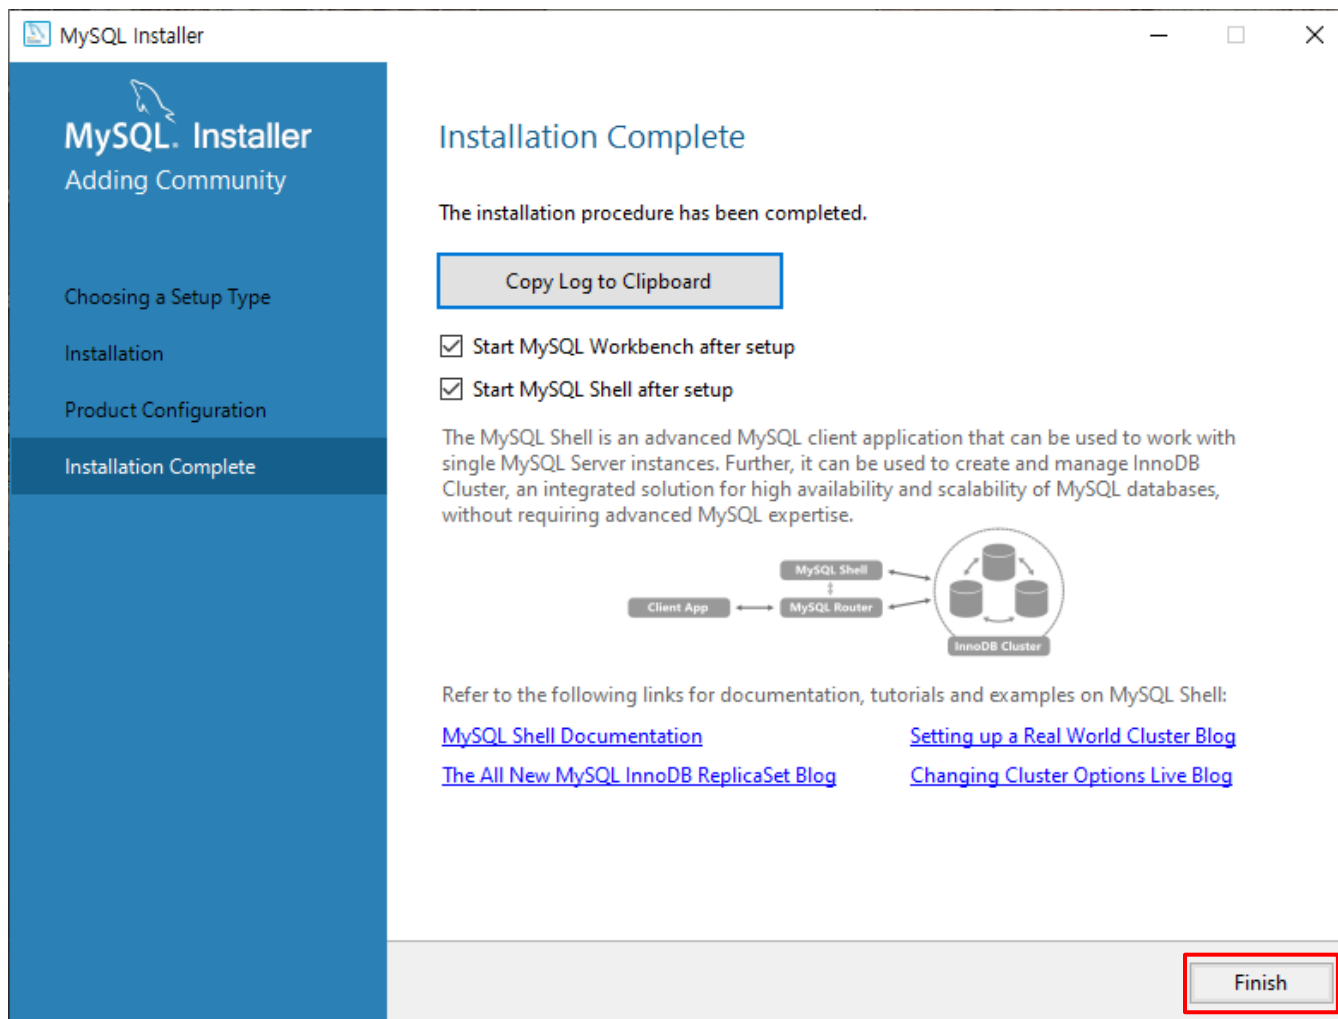 MySQL Installer
MySQL. Installer
Adding Community
Choosing a Setup Type
Installation
Product Configuration
Installation Complete
Installation Complete
The installation procedure has been completed.
Copy Log to Clipboard
Start MySQL Workbench after setup
Start MySQL Shell after setup
The MySQL Shell is an advanced MySQL client application that can be used to work with
single MySQL Server instances. Further, it can be used to create and manage InnoDB
Cluster, an integrated solution for high availability and scalability of MySQL databases,
without requiring advanced MySQL expertise.
MySQL Shell
Client App
MySQL Router
InnoDB Cluster
Refer to the following links for documentation, tutorials and examples on MySQL Shell:
MySQL Shell Documentation
Setting up a Real World Cluster Blog
The All New MySQL InnoDB ReplicaSet Blog
Changing Cluster Options Live Blog
Finish